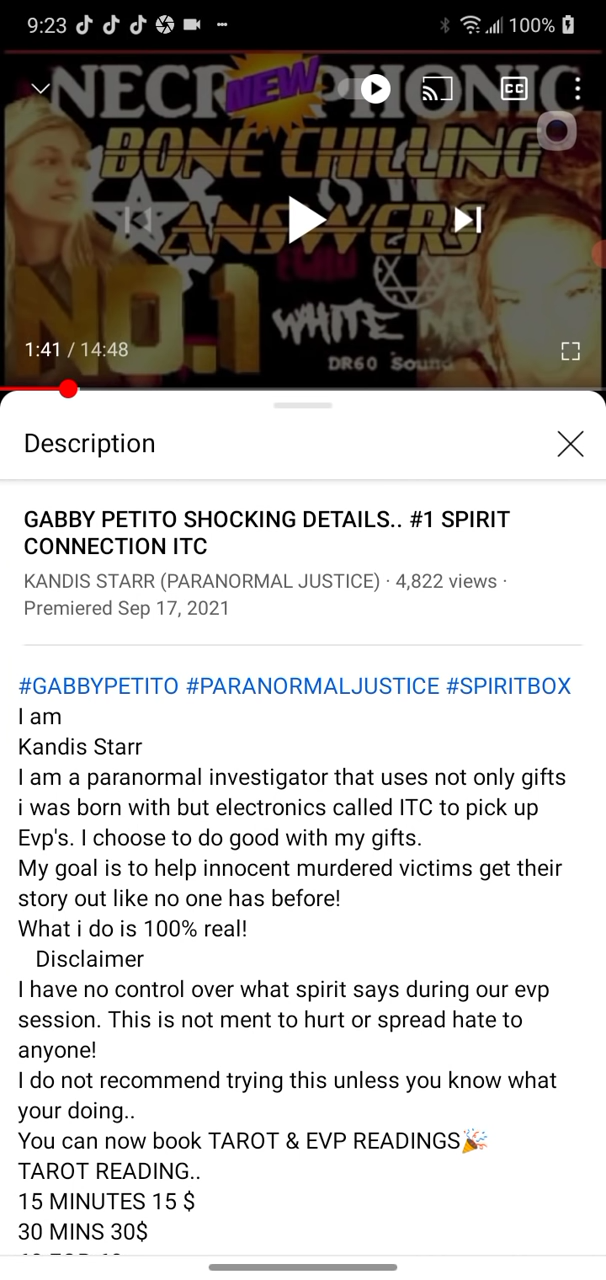 9:23 100%
NECROPHONIC
NEW
BONE CHILLING
ANSWERS
NO.1
WHITE
DR60 Sound
CC
1:41 / 14:48
Description
GABBY PETITO SHOCKING DETAILS.. #1 SPIRIT
CONNECTION ITC
KANDIS STARR (PARANORMAL JUSTICE) · 4,822 views ·
Premiered Sep 17, 2021
#GABBYPETITO #PARANORMALJUSTICE #SPIRITBOX
I am
Kandis Starr
I am a paranormal investigator that uses not only gifts
i was born with but electronics called ITC to pick up
Evp's. I choose to do good with my gifts.
My goal is to help innocent murdered victims get their
story out like no one has before!
What i do is 100% real!
Disclaimer
I have no control over what spirit says during our evp
session. This is not ment to hurt or spread hate to
anyone!
I do not recommend trying this unless you know what
your doing..
You can now book TAROT & EVP READINGS🎉
TAROT READING..
15 MINUTES 15 $
30 MINS 30$